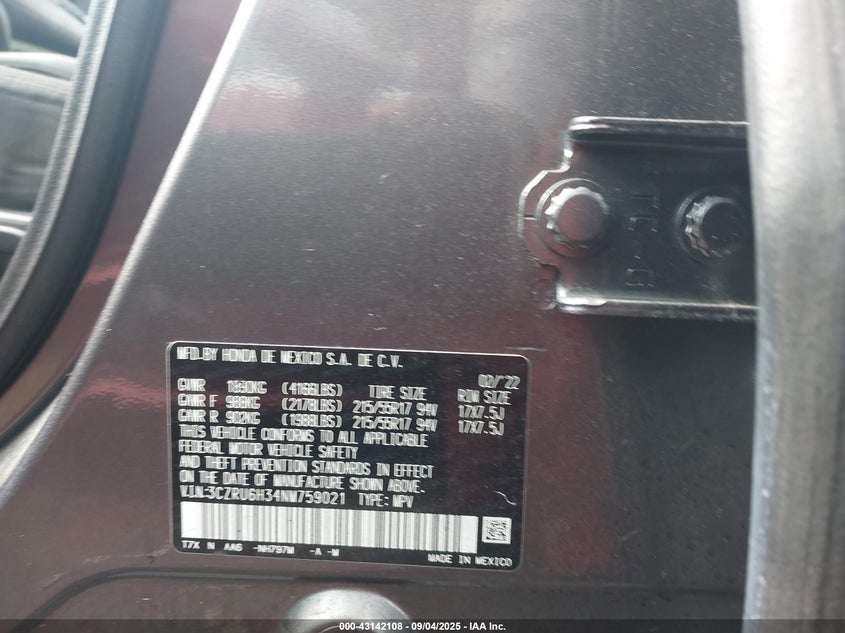 MFD.BY HONDA DE MEXICO S.A. DE C.V.
02/'22
GVWR 1890KG (4166LBS) TIRE SIZE RIM SIZE
GAWR F 988KG (2178LBS) 215/55R17 94V 17X7.5J
GAWR R 902KG (1988LBS) 215/55R17 94V 17X7.5J
THIS VEHICLE CONFORMS TO ALL APPLICABLE
FEDERAL MOTOR VEHICLE SAFETY
AND THEFT PREVENTION STANDARDS IN EFFECT
ON THE DATE OF MANUFACTURE SHOWN ABOVE.
V.I.N:3CZRU6H34NM759021 TYPE: MPV
T7X N AA6 -NH797M -A -M
MADE IN MEXICO
000-43142108 - 09/04/2025 - IAA Inc.